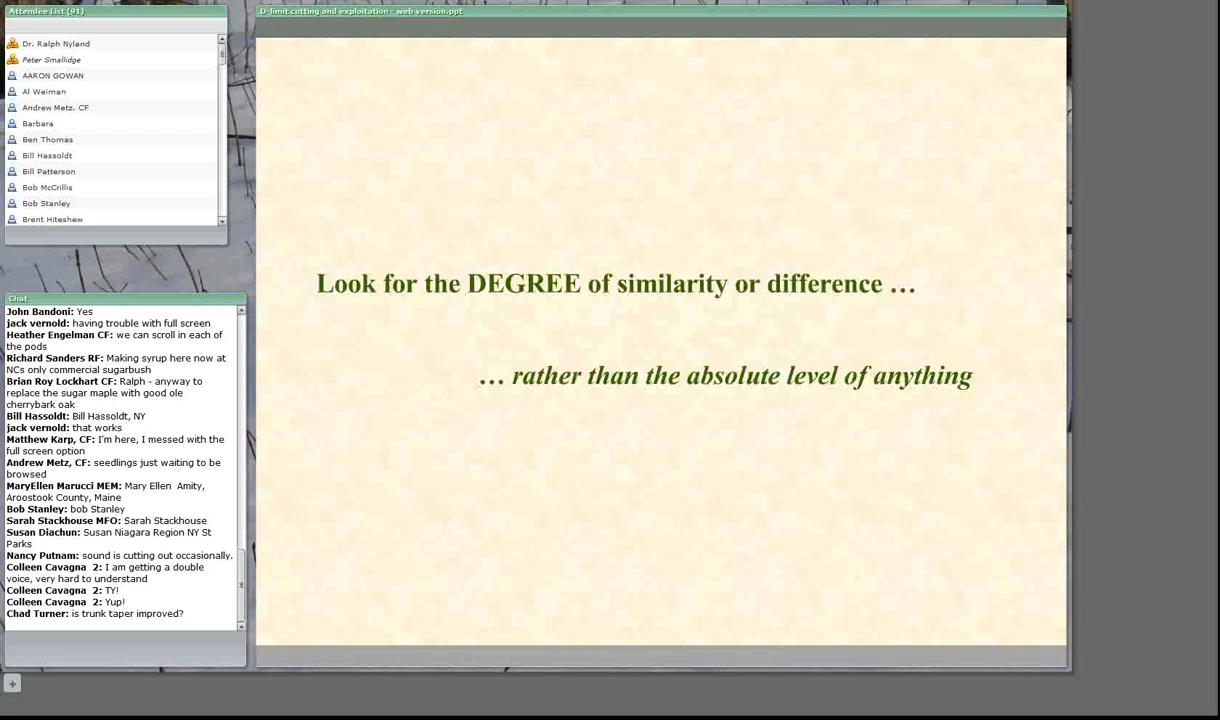 Attendee List (91)
Dr. Ralph Nyland
Peter Smallidge
AARON GOWAN
Al Weiman
Andrew Metz, CF
Barbara
Ben Thomas
Bill Hassoldt
Bill Patterson
Bob McCrillis
Bob Stanley
Brent Hiteshew
Chat
John Bandoni: Yes
jack vernold: having trouble with full screen
Heather Engelman CF: we can scroll in each of
the pods
Richard Sanders RF: Making syrup here now at
NCs only commercial sugarbush
Brian Roy Lockhart CF: Ralph - anyway to
replace the sugar maple with good ole
cherrybark oak
Bill Hassoldt: Bill Hassoldt, NY
jack vernold: that works
Matthew Karp, CF: I'm here, I messed with the
full screen option
Andrew Metz, CF: seedlings just waiting to be
browsed
MaryEllen Marucci MEM: Mary Ellen Amity,
Aroostook County, Maine
Bob Stanley: bob Stanley
Sarah Stackhouse MFO: Sarah Stackhouse
Susan Diachun: Susan Niagara Region NY St
Parks
Nancy Putnam: sound is cutting out occasionally.
Colleen Cavagna 2: I am getting a double
voice, very hard to understand
Colleen Cavagna 2: TY!
Colleen Cavagna 2: Yup!
Chad Turner: is trunk taper improved?
D-limit cutting and exploitation - web version.ppt
Look for the DEGREE of similarity or difference …
… rather than the absolute level of anything